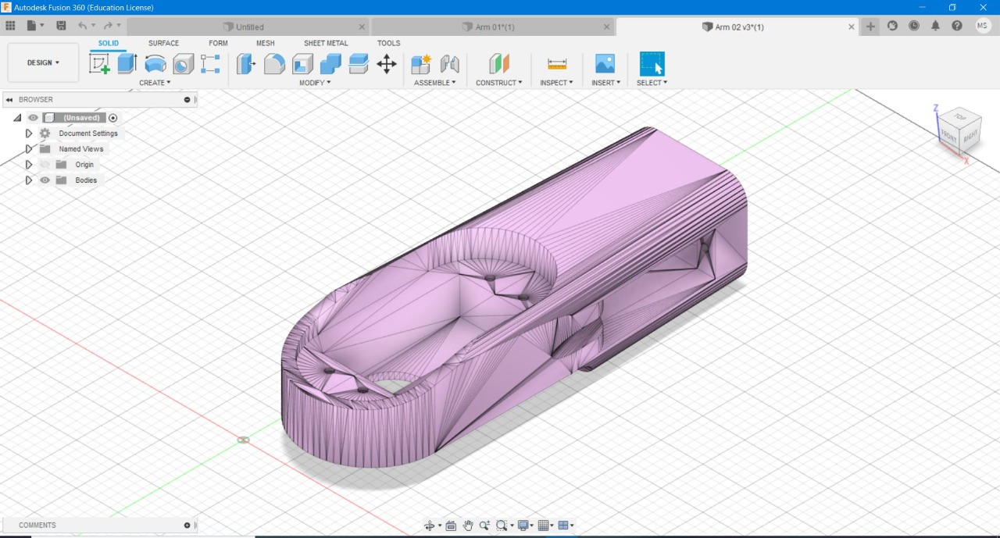 Autodesk Fusion 360 (Education License)
Untitled
Arm 01*(1)
Arm 02 v3*(1)
MS
SOLID SURFACE FORM MESH SHEET METAL TOOLS
DESIGN
CREATE MODIFY ASSEMBLE CONSTRUCT INSPECT INSERT SELECT
BROWSER
(Unsaved)
Document Settings
Named Views
Origin
Bodies
Z
TOP
FRONT
RIGHT
X
COMMENTS